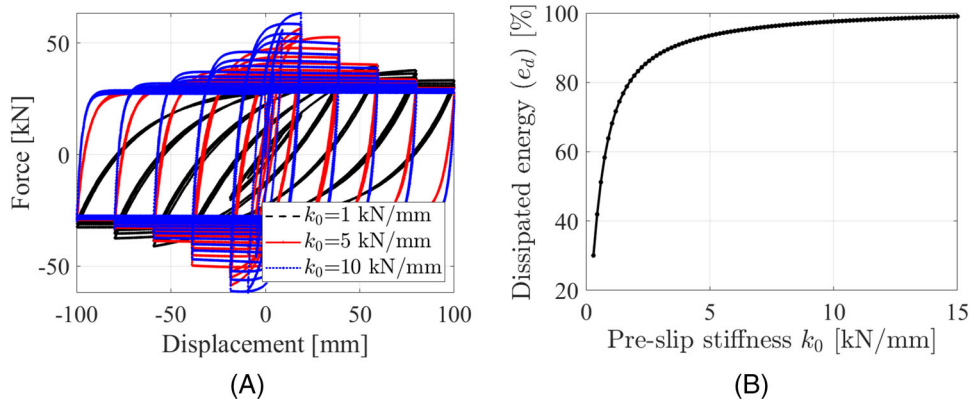 50
0
-50
Force [kN]
k₀=1 kN/mm
k₀=5 kN/mm
k₀=10 kN/mm
-100
-50
0
50
100
Displacement [mm]
(A)
100
80
60
40
20
Dissipated energy (e_d) [%]
0
5
10
15
Pre-slip stiffness k₀ [kN/mm]
(B)